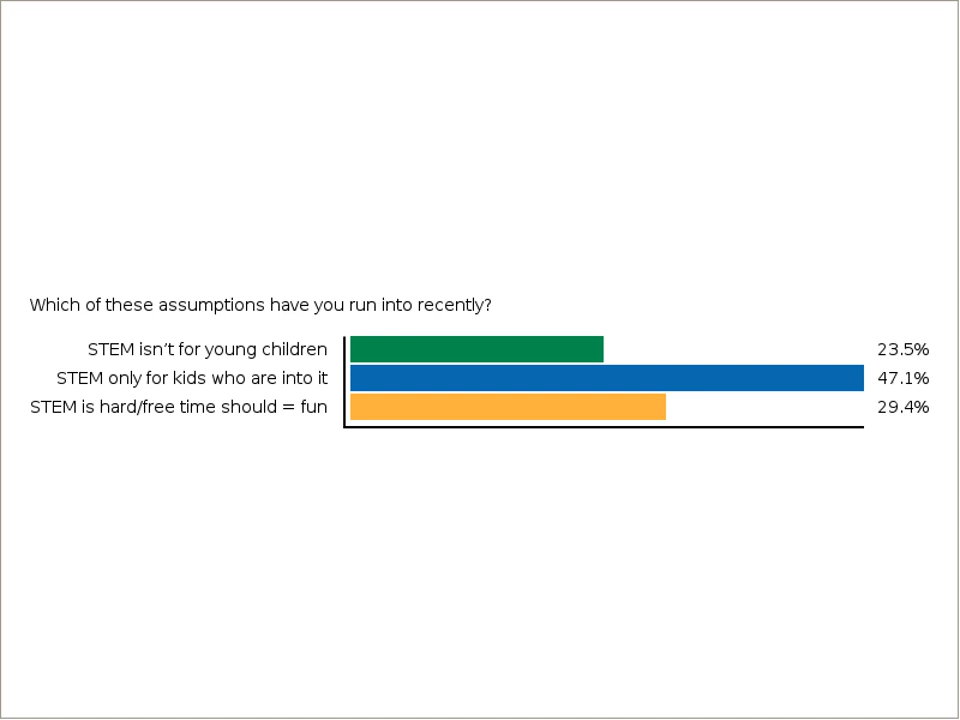 Which of these assumptions have you run into recently?
STEM isn’t for young children 23.5%
STEM only for kids who are into it 47.1%
STEM is hard/free time should = fun 29.4%